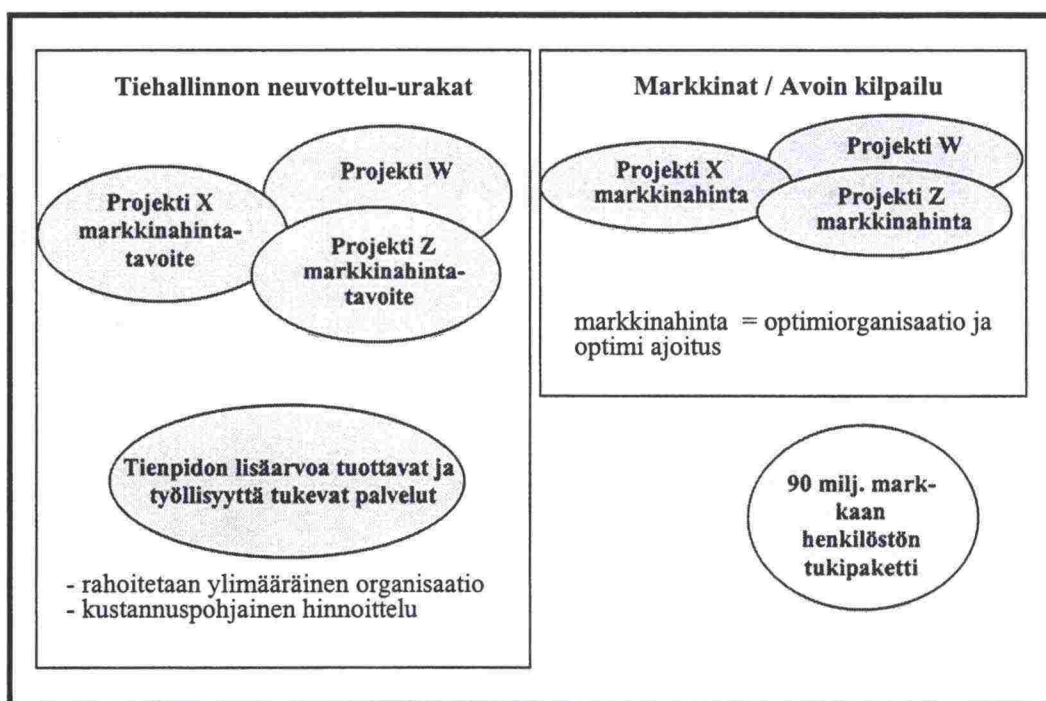 Tiehallinnon neuvottelu-urakat
Projekti W
Projekti X
markkinahinta-
tavoite
Projekti Z
markkinahinta-
tavoite
Tienpidon lisäarvoa tuottavat ja
työllisyyttä tukevat palvelut
- rahoitetaan ylimääräinen organisaatio
- kustannuspohjainen hinnoittelu
Markkinat / Avoin kilpailu
Projekti W
Projekti X
markkinahinta
Projekti Z
markkinahinta
markkinahinta = optimiorganisaatio ja
optimi ajoitus
90 milj. mark-
kaan
henkilöstön
tukipaketti